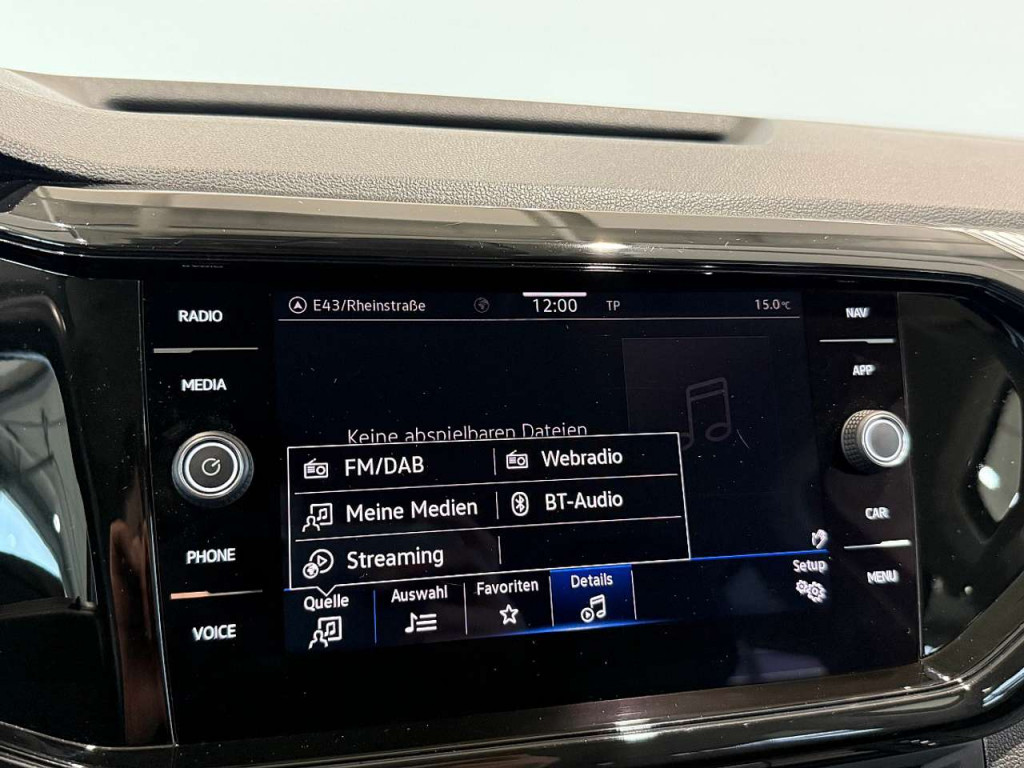 RADIO
MEDIA
PHONE
VOICE
E43/Rheinstraße 12:00 TP 15.0°C
Keine abspielbaren Dateien
FM/DAB Webradio
Meine Medien BT-Audio
Streaming
Quelle Auswahl Favoriten Details Setup
NAV
APP
CAR
MENU